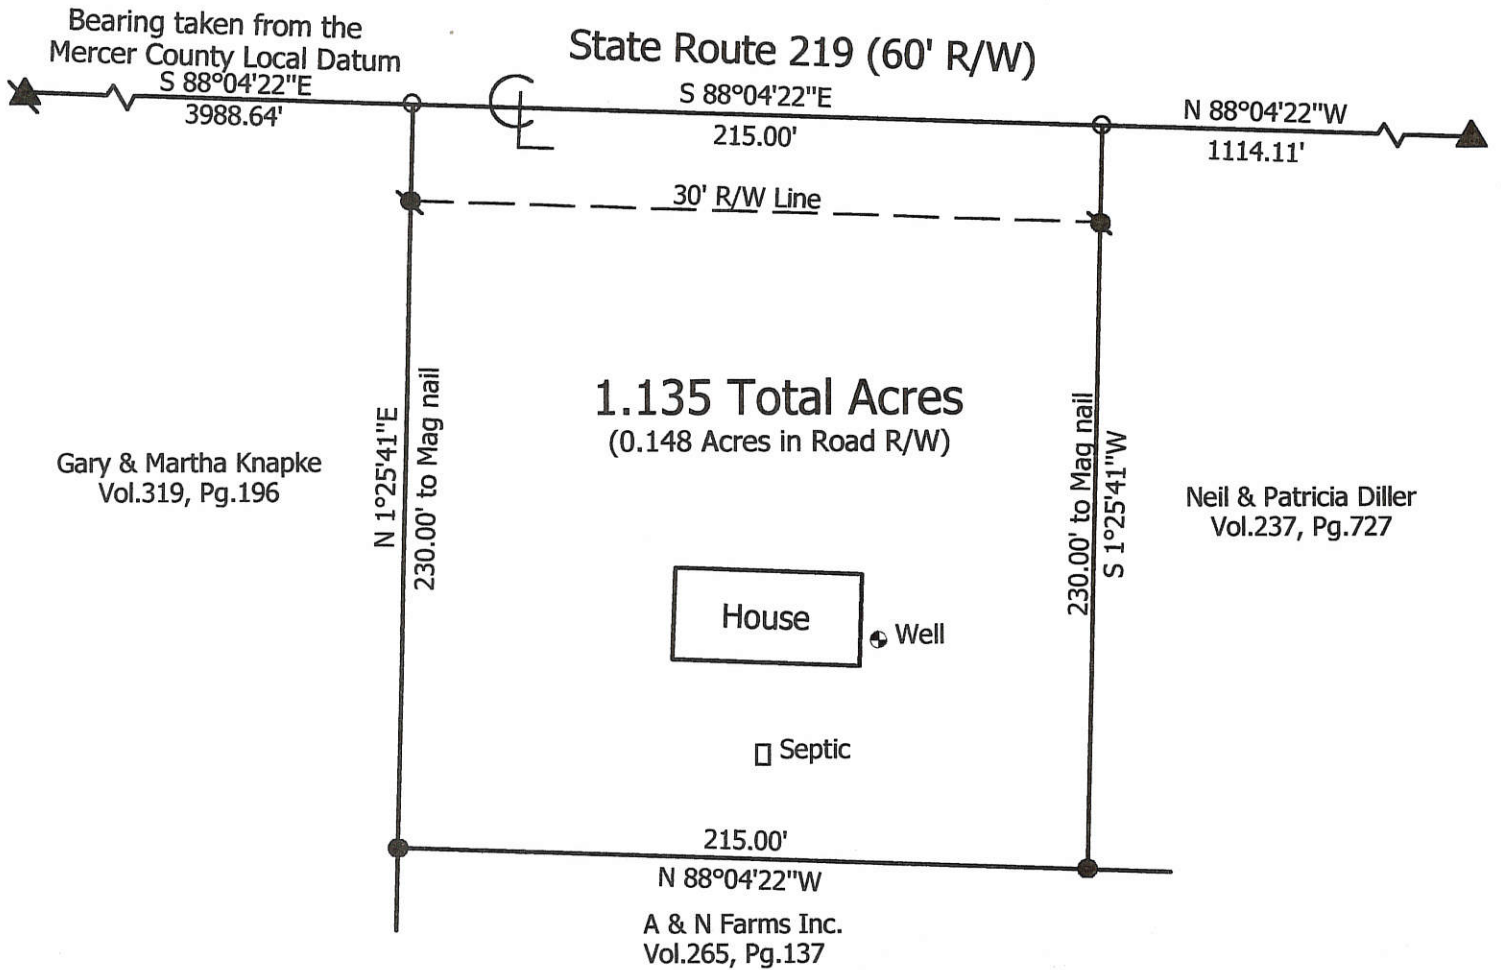 Bearing taken from the
Mercer County Local Datum
S 88°04'22"E
3988.64'
State Route 219 (60' R/W)
S 88°04'22"E
215.00'
N 88°04'22"W
1114.11'
30' R/W Line
1.135 Total Acres
(0.148 Acres in Road R/W)
N 1°25'41"E
230.00' to Mag nail
230.00' to Mag nail
S 1°25'41"W
Gary & Martha Knapke
Vol.319, Pg.196
Neil & Patricia Diller
Vol.237, Pg.727
House
Well
Septic
215.00'
N 88°04'22"W
A & N Farms Inc.
Vol.265, Pg.137